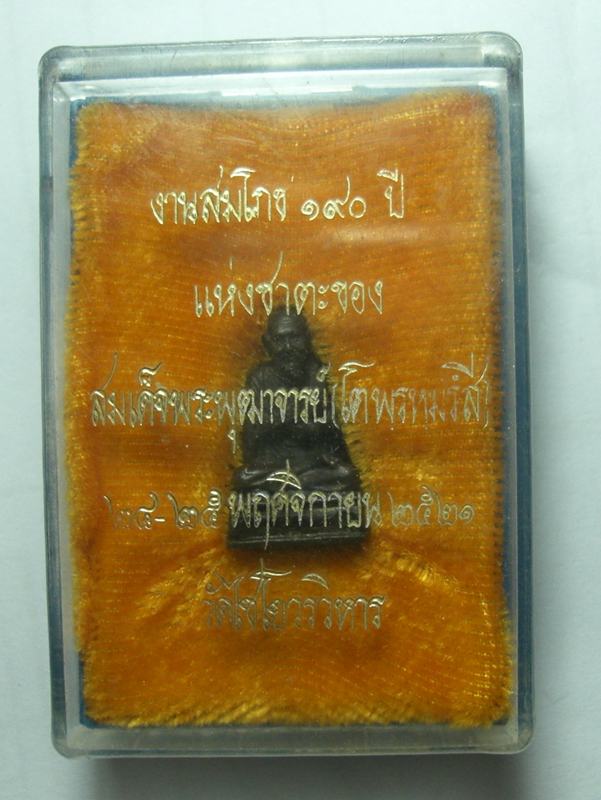 งานสมโภช ๑๙๐ ปี
แห่งชาตะของ
สมเด็จพระพุฒาจารย์(โตพรหมรํสี)
๒๔-๒๕ พฤศจิกายน ๒๕๒๑
วัดไชโยวรวิหาร